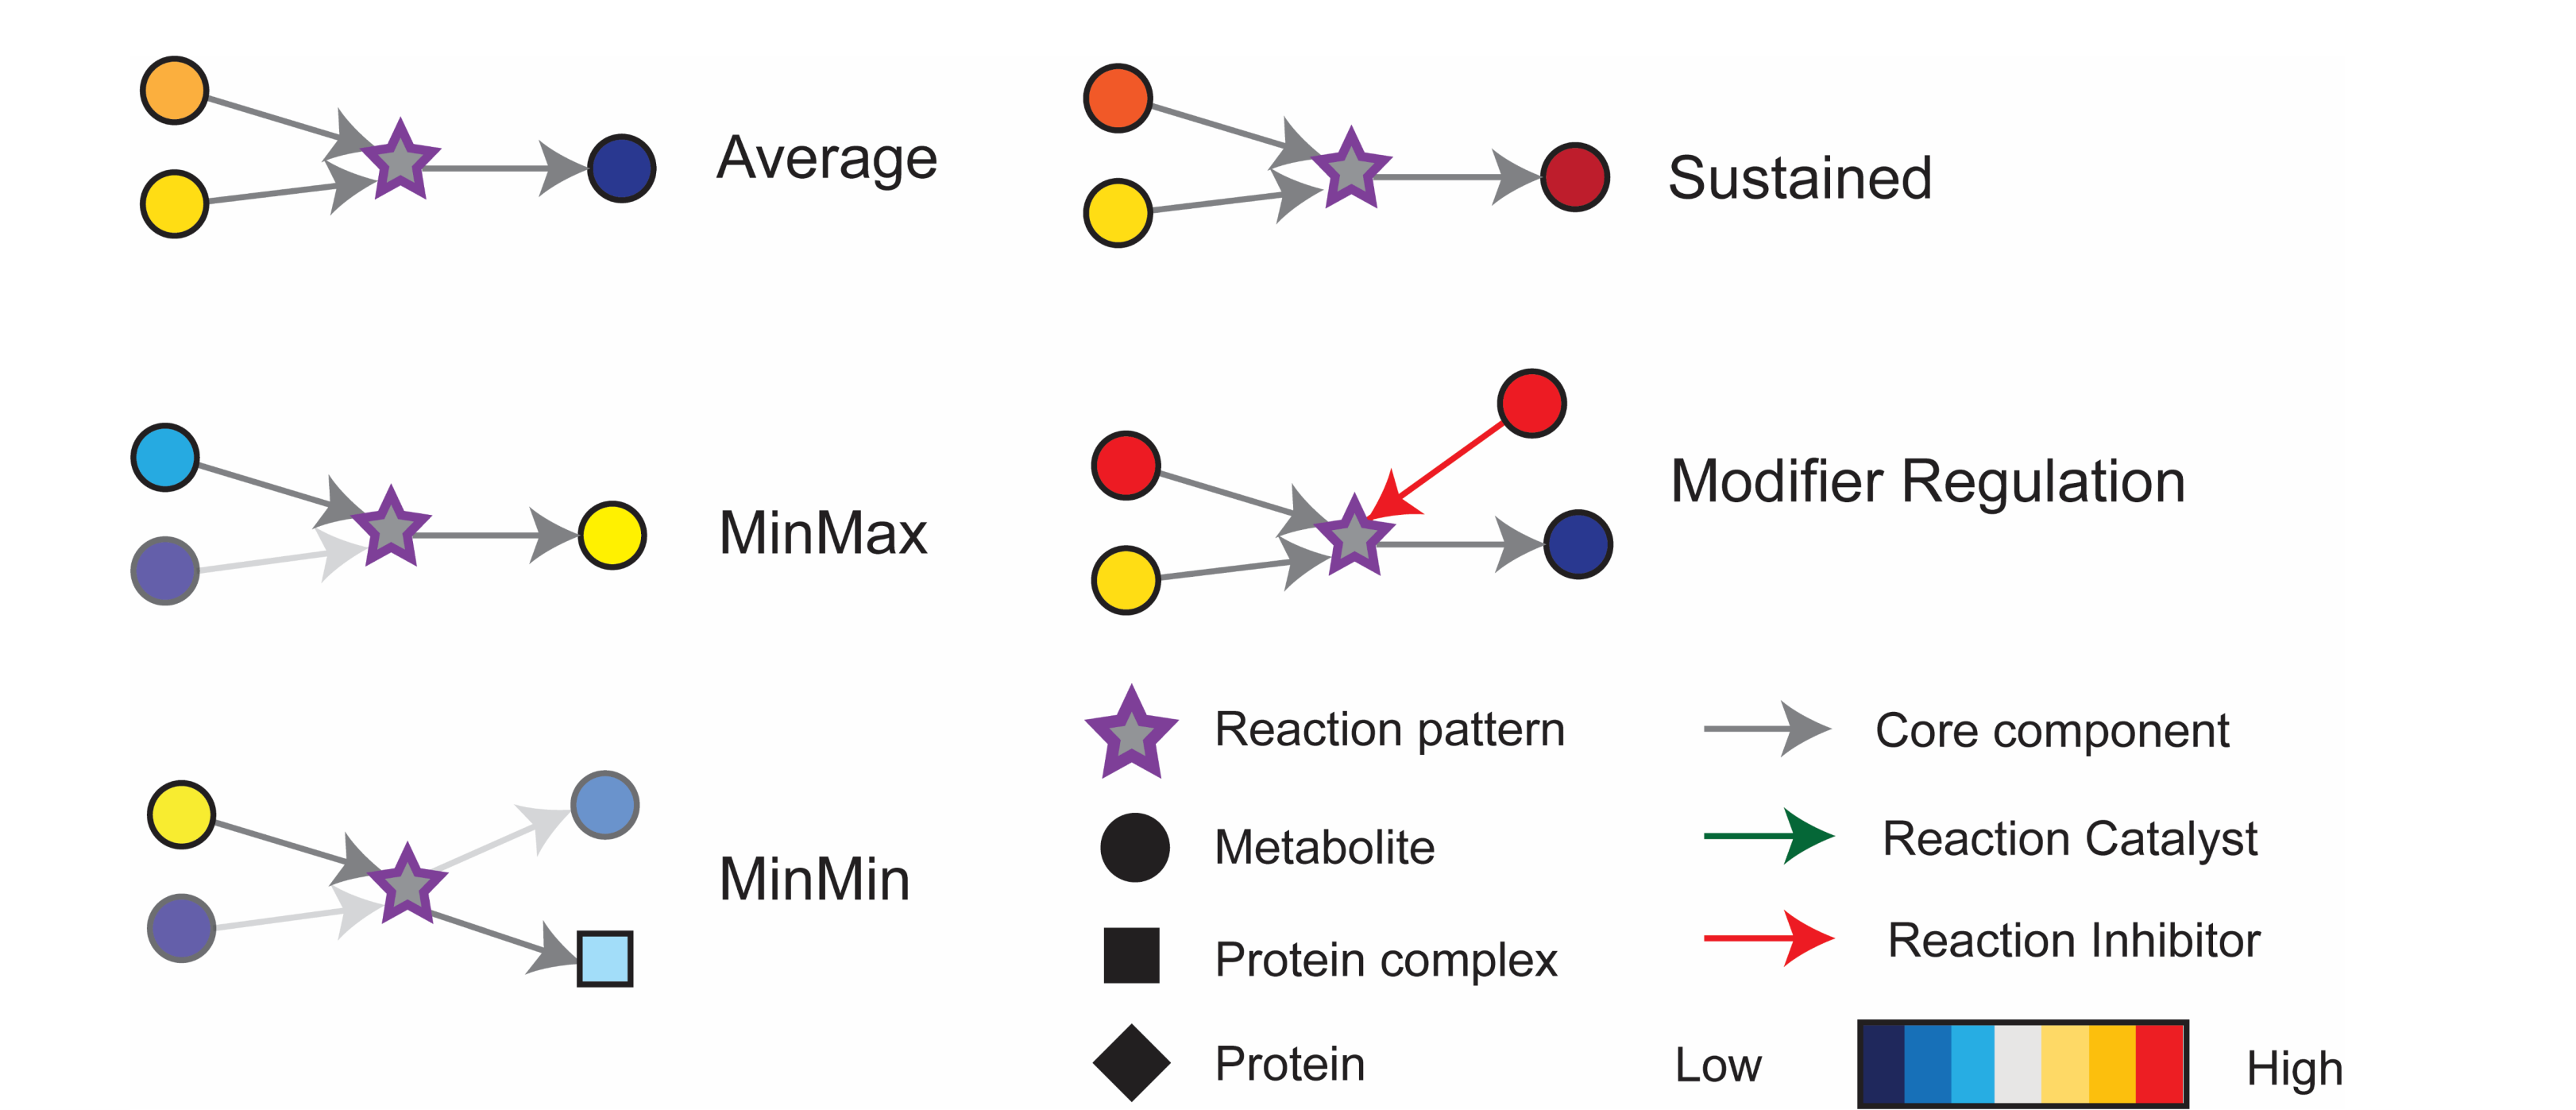 Average
Sustained
MinMax
Modifier Regulation
MinMin
Reaction pattern
Core component
Metabolite
Reaction Catalyst
Protein complex
Reaction Inhibitor
Protein
Low
High